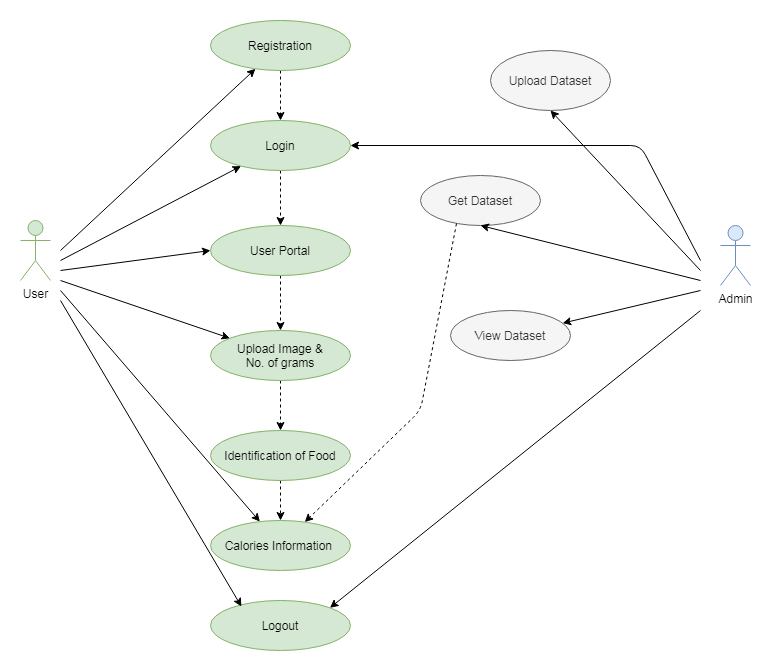 Registration
Upload Dataset
Login
Get Dataset
User Portal
User
Admin
View Dataset
Upload Image &
No. of grams
Identification of Food
Calories Information
Logout